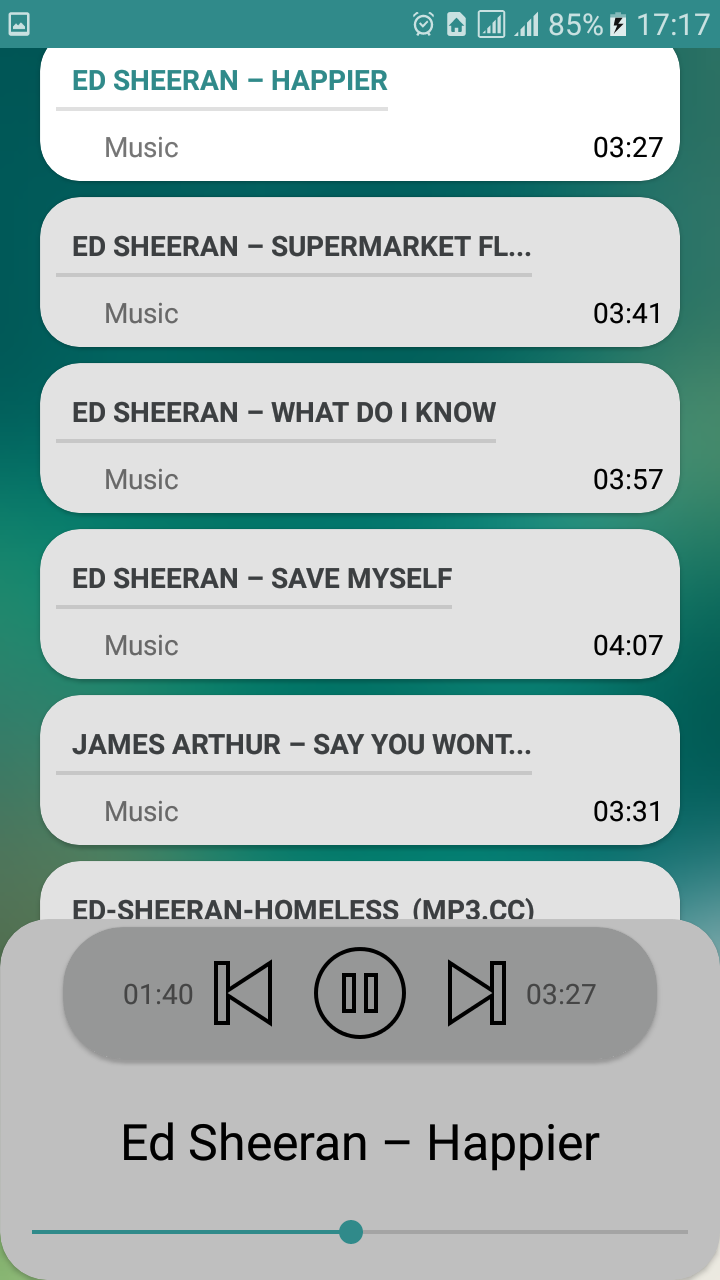 85% 17:17
ED SHEERAN – HAPPIER
Music 03:27
ED SHEERAN – SUPERMARKET FL...
Music 03:41
ED SHEERAN – WHAT DO I KNOW
Music 03:57
ED SHEERAN – SAVE MYSELF
Music 04:07
JAMES ARTHUR – SAY YOU WONT...
Music 03:31
ED-SHEERAN-HOMELESS_(MP3.CC)
01:40 03:27
Ed Sheeran – Happier